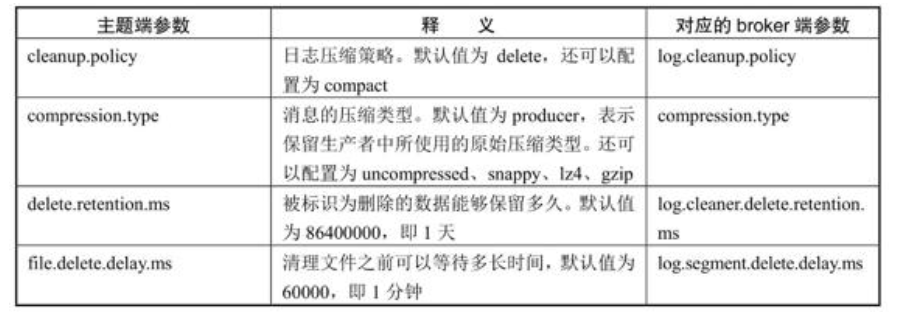 主题端参数 释 义 对应的 broker 端参数
cleanup.policy 日志压缩策略。默认值为 delete，还可以配 log.cleanup.policy
置为 compact
compression.type 消息的压缩类型。默认值为 producer，表示 compression.type
保留生产者中所使用的原始压缩类型。还可
以配置为 uncompressed、snappy、lz4、gzip
delete.retention.ms 被标识为删除的数据能够保留多久。默认值 log.cleaner.delete.retention.
为 86400000，即 1 天 ms
file.delete.delay.ms 清理文件之前可以等待多长时间，默认值为 log.segment.delete.delay.ms
60000，即 1 分钟